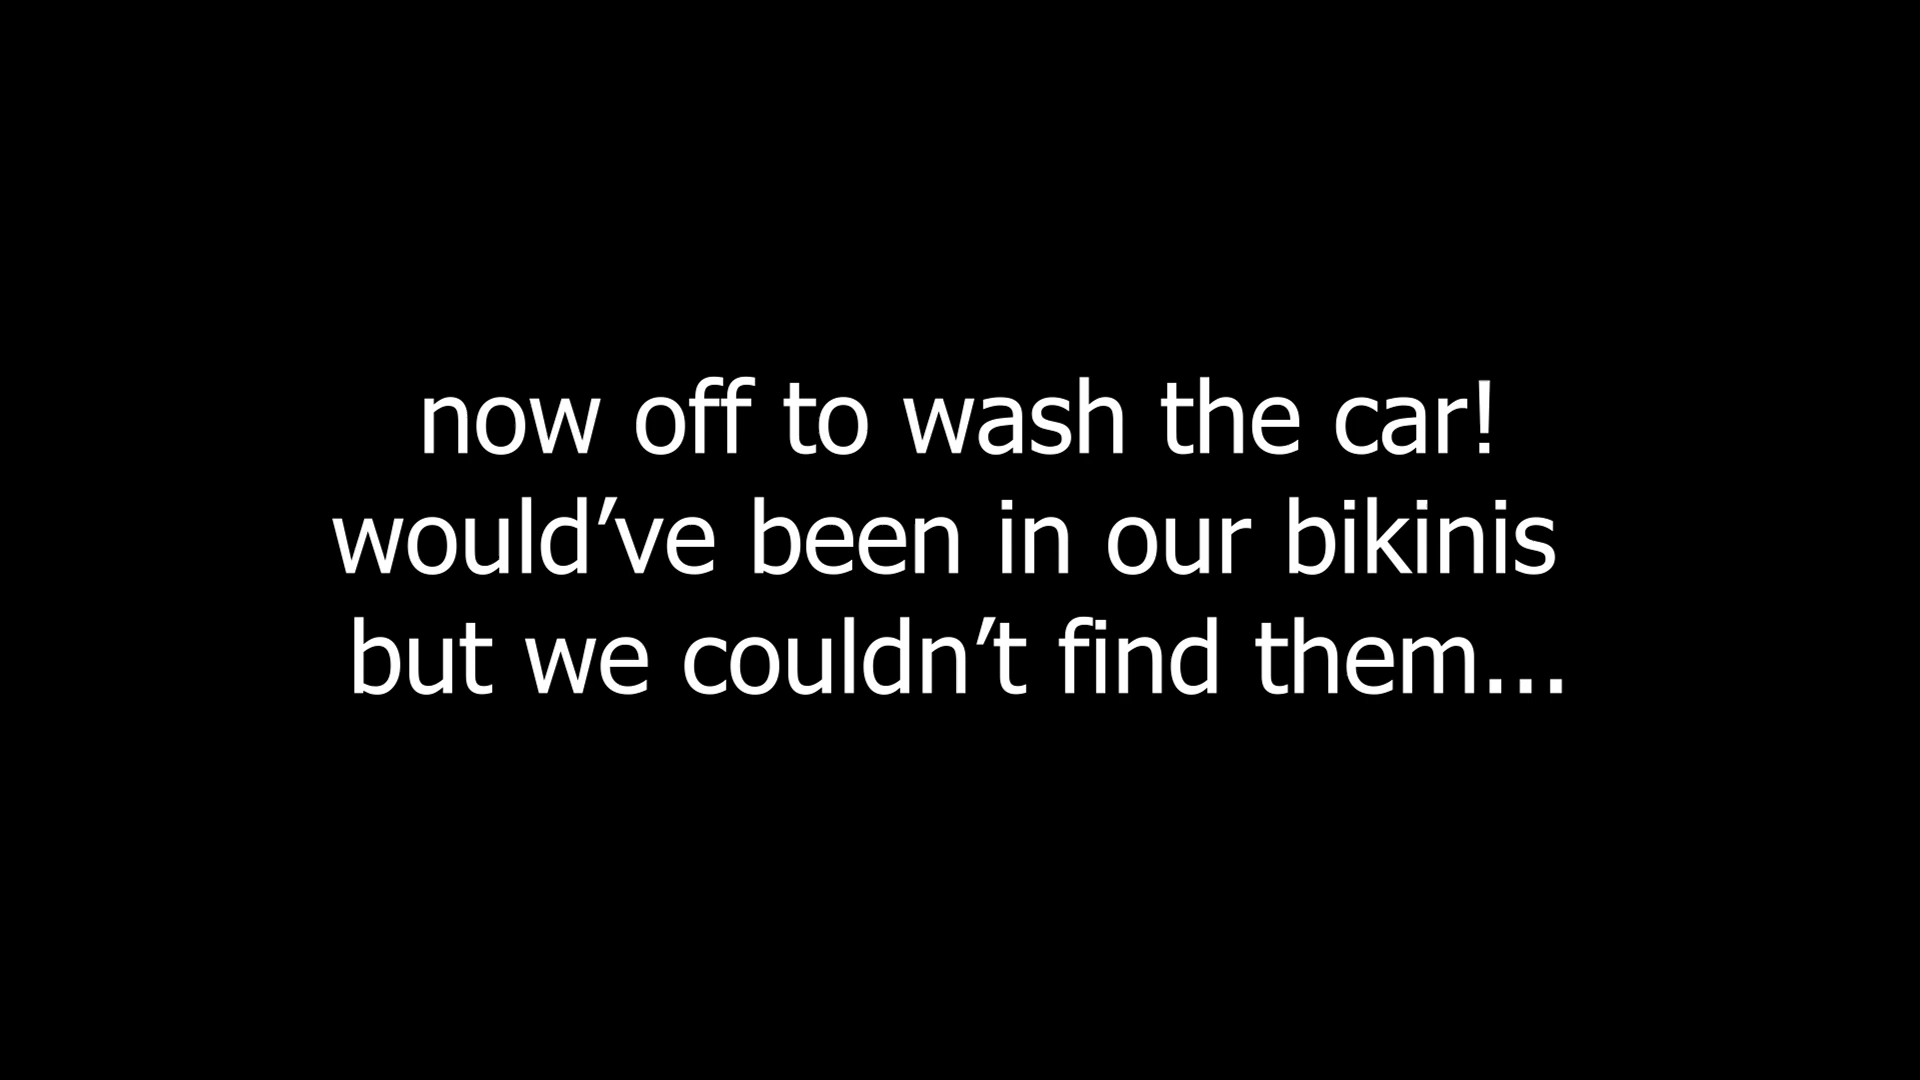 now off to wash the car!
would’ve been in our bikinis
but we couldn’t find them...